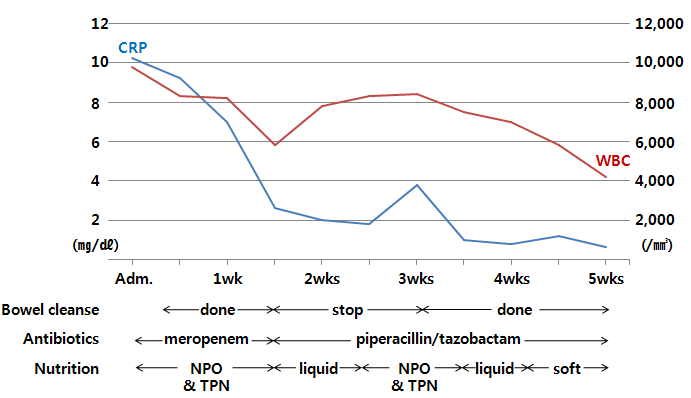 12 12,000
CRP
10 10,000
8 8,000
6 6,000
WBC
4 4,000
2 2,000
(㎎/㎗) (/㎣)
Adm. 1wk 2wks 3wks 4wks 5wks
Bowel cleanse done stop done
Antibiotics meropenem piperacillin/tazobactam
Nutrition NPO liquid NPO liquid soft
& TPN & TPN